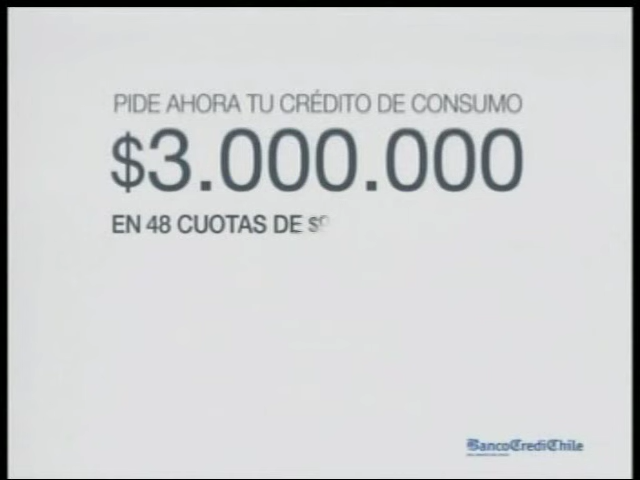 PIDE AHORA TU CRÉDITO DE CONSUMO
$3.000.000
EN 48 CUOTAS DE $
BancoCrediChile